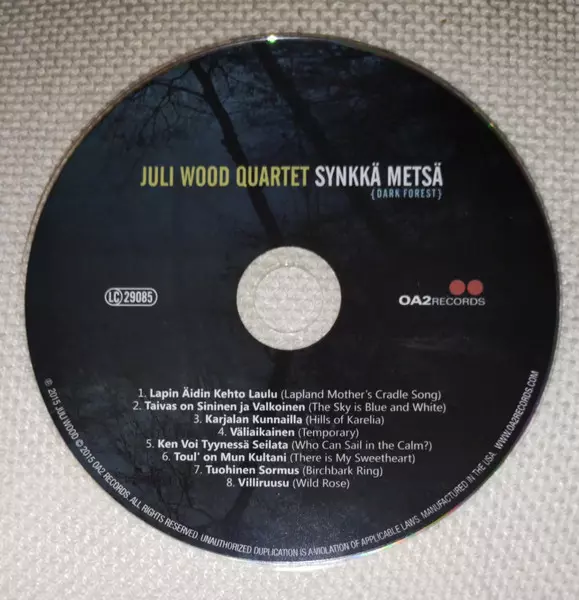 JULI WOOD QUARTET SYNKKÄ METSÄ
{DARK FOREST}
LC 29085
OA2RECORDS
1. Lapin Äidin Kehto Laulu (Lapland Mother's Cradle Song)
2. Taivas on Sininen ja Valkoinen (The Sky is Blue and White)
3. Karjalan Kunnailla (Hills of Karelia)
4. Väliaikainen (Temporary)
5. Ken Voi Tyynessä Seilata (Who Can Sail in the Calm?)
6. Toul' on Mun Kultani (There is My Sweetheart)
7. Tuohinen Sormus (Birchbark Ring)
8. Villiruusu (Wild Rose)
℗ 2015 JULI WOOD © 2015 OA2 RECORDS. ALL RIGHTS RESERVED. UNAUTHORIZED DUPLICATION IS A VIOLATION OF APPLICABLE LAWS. MANUFACTURED IN THE USA. WWW.OA2RECORDS.COM